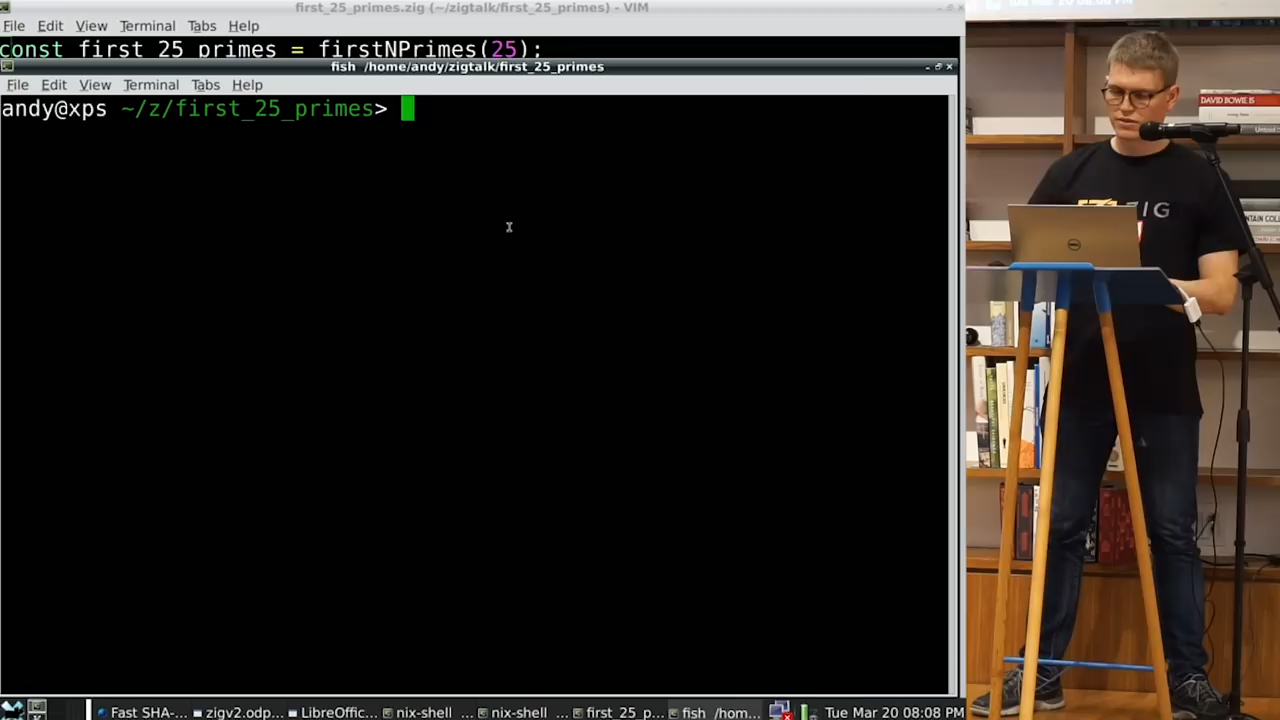 first_25_primes.zig (~/zigtalk/first_25_primes) - VIM
File Edit View Terminal Tabs Help
const first_25_primes = firstNPrimes(25);
fish /home/andy/zigtalk/first_25_primes
File Edit View Terminal Tabs Help
andy@xps ~/z/first_25_primes>
Fast SHA-... zigv2.odp... LibreOffic... nix-shell ... nix-shell ... first_25_p... fish /hom... Tue Mar 20 08:08 PM
DAVID BOWIE IS
ZIG
DELL